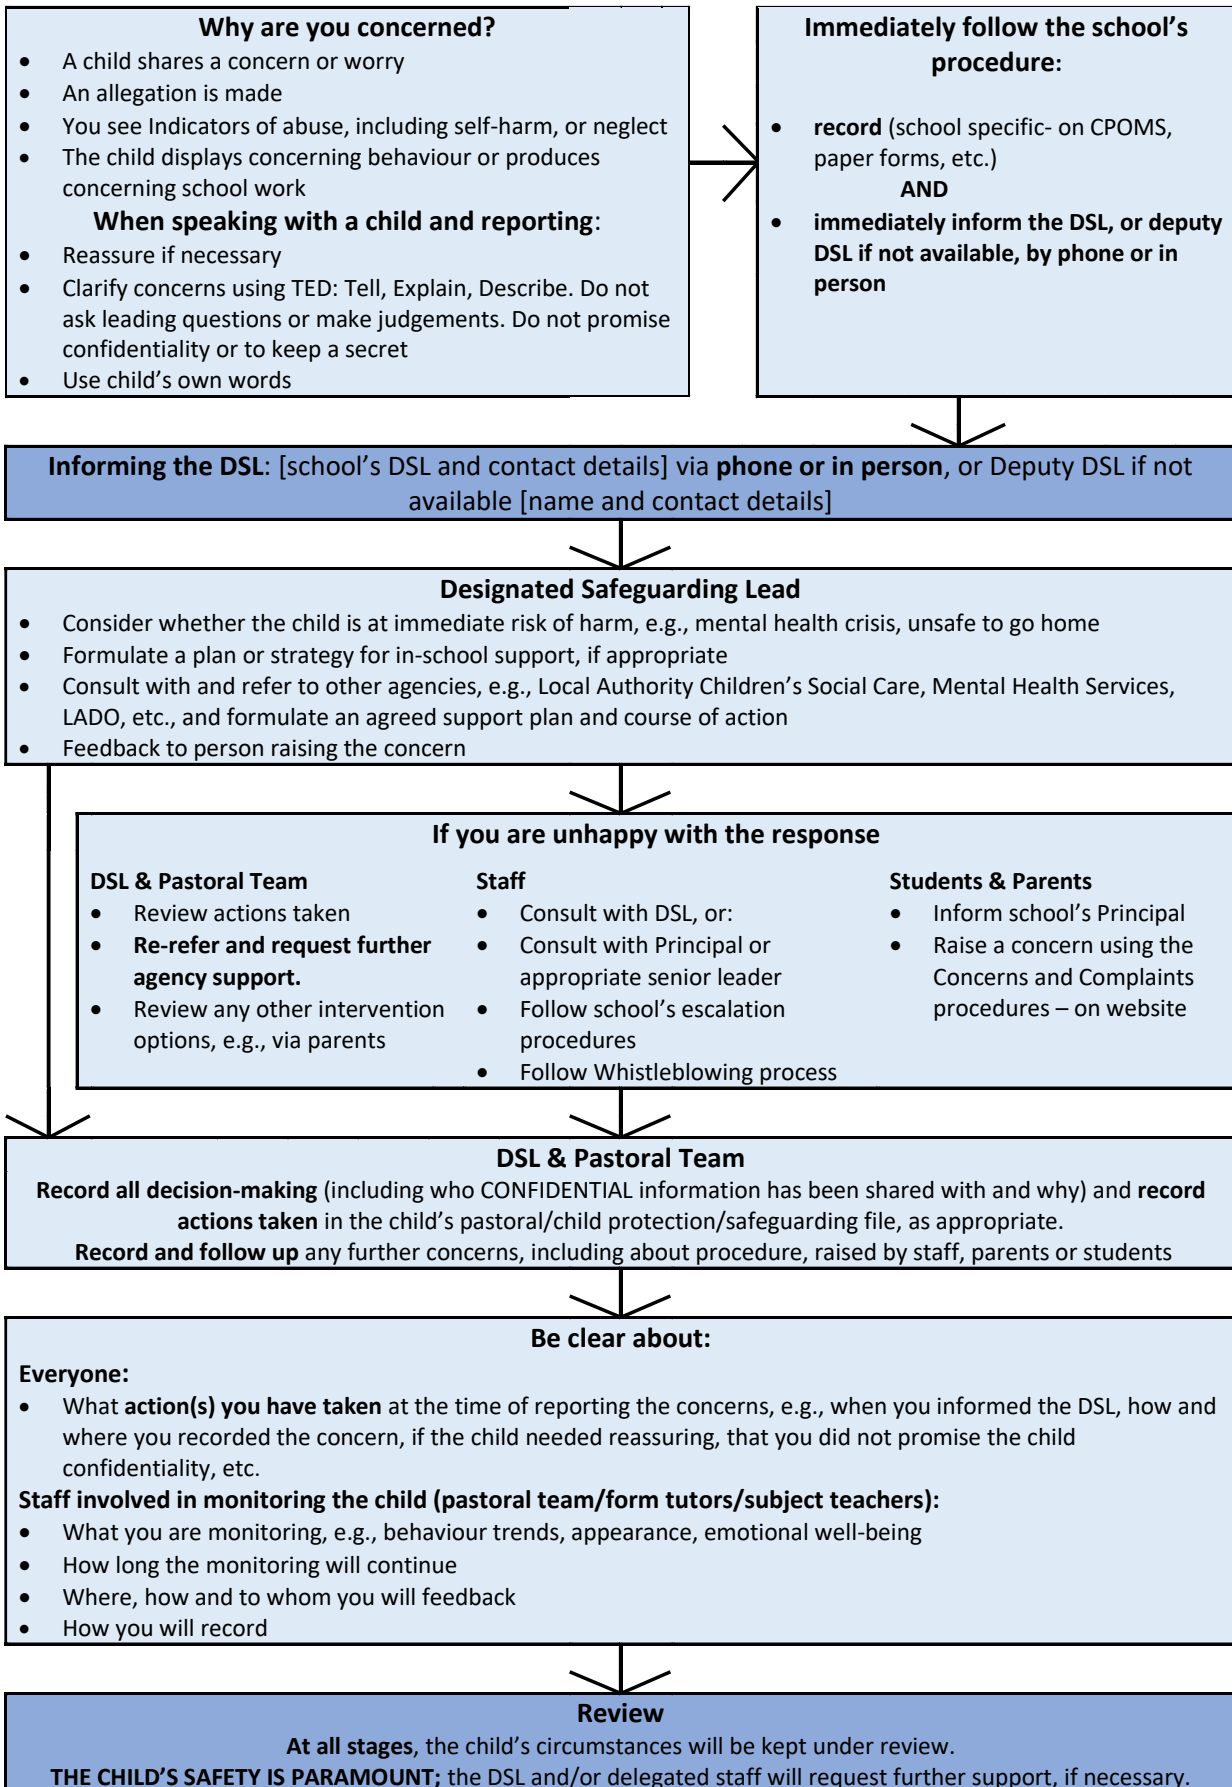 Why are you concerned?
• A child shares a concern or worry
• An allegation is made
• You see Indicators of abuse, including self-harm, or neglect
• The child displays concerning behaviour or produces
concerning school work
When speaking with a child and reporting:
• Reassure if necessary
• Clarify concerns using TED: Tell, Explain, Describe. Do not
ask leading questions or make judgements. Do not promise
confidentiality or to keep a secret
• Use child's own words
Immediately follow the school's
procedure:
• record (school specific- on CPOMS,
paper forms, etc.)
AND
• immediately inform the DSL, or deputy
DSL if not available, by phone or in
person
Informing the DSL: [school's DSL and contact details] via phone or in person, or Deputy DSL if not
available [name and contact details]
Designated Safeguarding Lead
• Consider whether the child is at immediate risk of harm, e.g., mental health crisis, unsafe to go home
• Formulate a plan or strategy for in-school support, if appropriate
• Consult with and refer to other agencies, e.g., Local Authority Children's Social Care, Mental Health Services,
LADO, etc., and formulate an agreed support plan and course of action
• Feedback to person raising the concern
If you are unhappy with the response
DSL & Pastoral Team
• Review actions taken
• Re-refer and request further
agency support.
• Review any other intervention
options, e.g., via parents
Staff
• Consult with DSL, or:
• Consult with Principal or
appropriate senior leader
• Follow school's escalation
procedures
• Follow Whistleblowing process
Students & Parents
• Inform school's Principal
• Raise a concern using the
Concerns and Complaints
procedures – on website
DSL & Pastoral Team
Record all decision-making (including who CONFIDENTIAL information has been shared with and why) and record
actions taken in the child's pastoral/child protection/safeguarding file, as appropriate.
Record and follow up any further concerns, including about procedure, raised by staff, parents or students
Be clear about:
Everyone:
• What action(s) you have taken at the time of reporting the concerns, e.g., when you informed the DSL, how and
where you recorded the concern, if the child needed reassuring, that you did not promise the child
confidentiality, etc.
Staff involved in monitoring the child (pastoral team/form tutors/subject teachers):
• What you are monitoring, e.g., behaviour trends, appearance, emotional well-being
• How long the monitoring will continue
• Where, how and to whom you will feedback
• How you will record
Review
At all stages, the child's circumstances will be kept under review.
THE CHILD'S SAFETY IS PARAMOUNT; the DSL and/or delegated staff will request further support, if necessary.